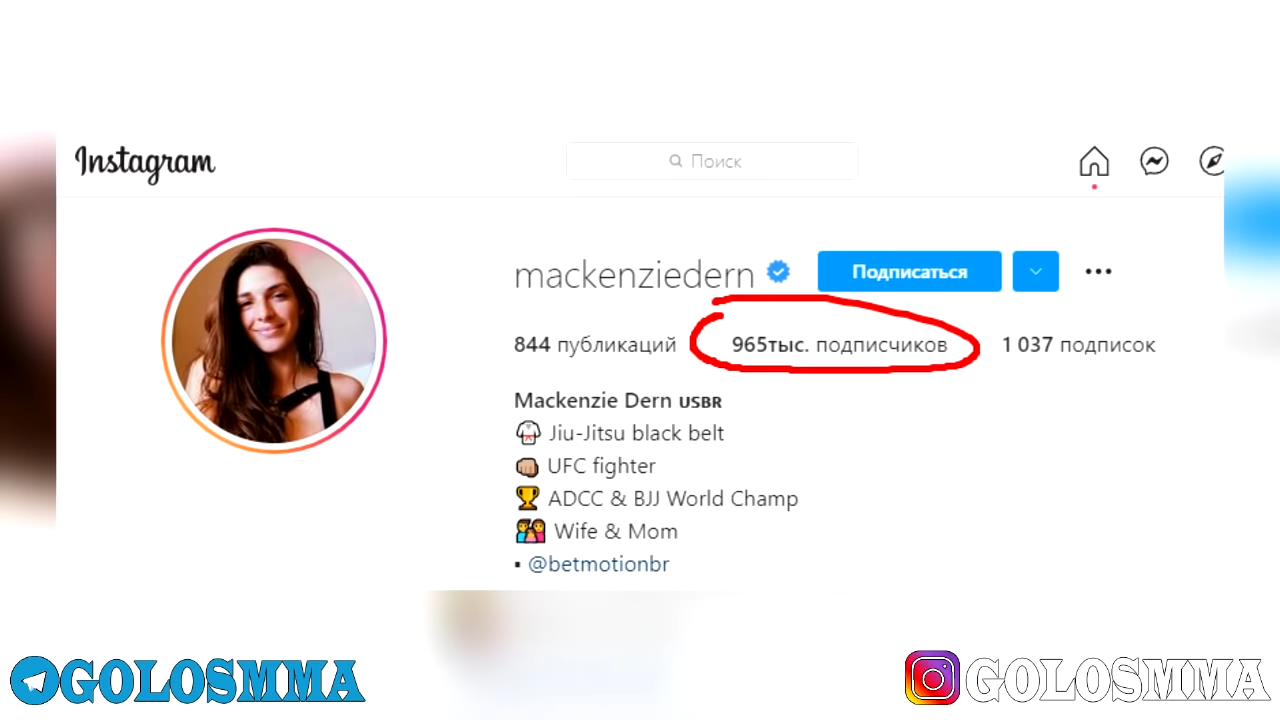 Instagram
Поиск
mackenziedern
Подписаться
844 публикаций 965тыс. подписчиков 1 037 подписок
Mackenzie Dern USBR
Jiu-Jitsu black belt
UFC fighter
ADCC & BJJ World Champ
Wife & Mom
▪ @betmotionbr
GOLOSMMA
GOLOSMMA